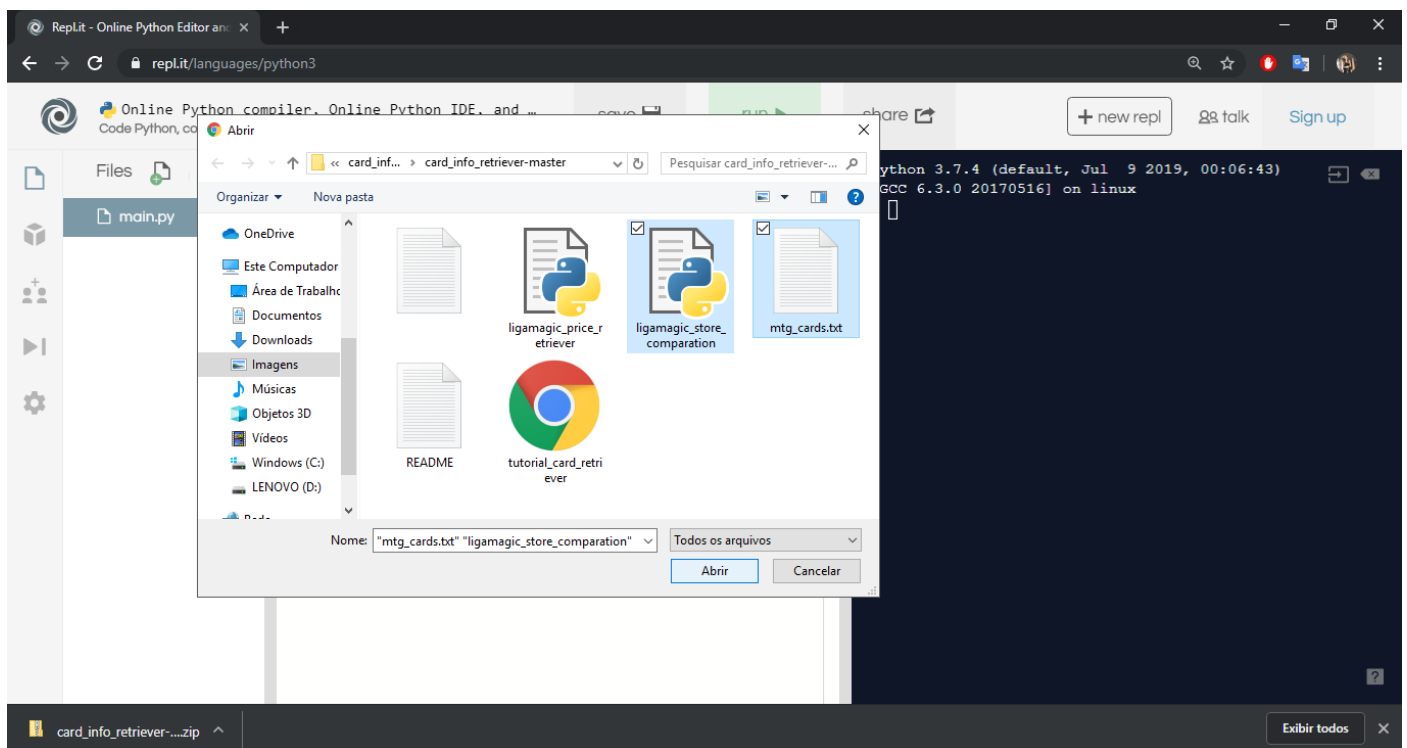 Repl.it - Online Python Editor an
repl.it/languages/python3
Online Python compiler, Online Python IDE, and …
Code Python, co
save
run
share
+ new repl
talk
Sign up
Files
main.py
Abrir
« card_inf... › card_info_retriever-master
Pesquisar card_info_retriever-...
Organizar
Nova pasta
OneDrive
Este Computador
Área de Trabalho
Documentos
Downloads
Imagens
Músicas
Objetos 3D
Vídeos
Windows (C:)
LENOVO (D:)
Rede
ligamagic_price_r
etriever
ligamagic_store_
comparation
mtg_cards.txt
README
tutorial_card_retri
ever
Nome: "mtg_cards.txt" "ligamagic_store_comparation"
Todos os arquivos
Abrir
Cancelar
ython 3.7.4 (default, Jul  9 2019, 00:06:43)
GCC 6.3.0 20170516] on linux
card_info_retriever-....zip
Exibir todos